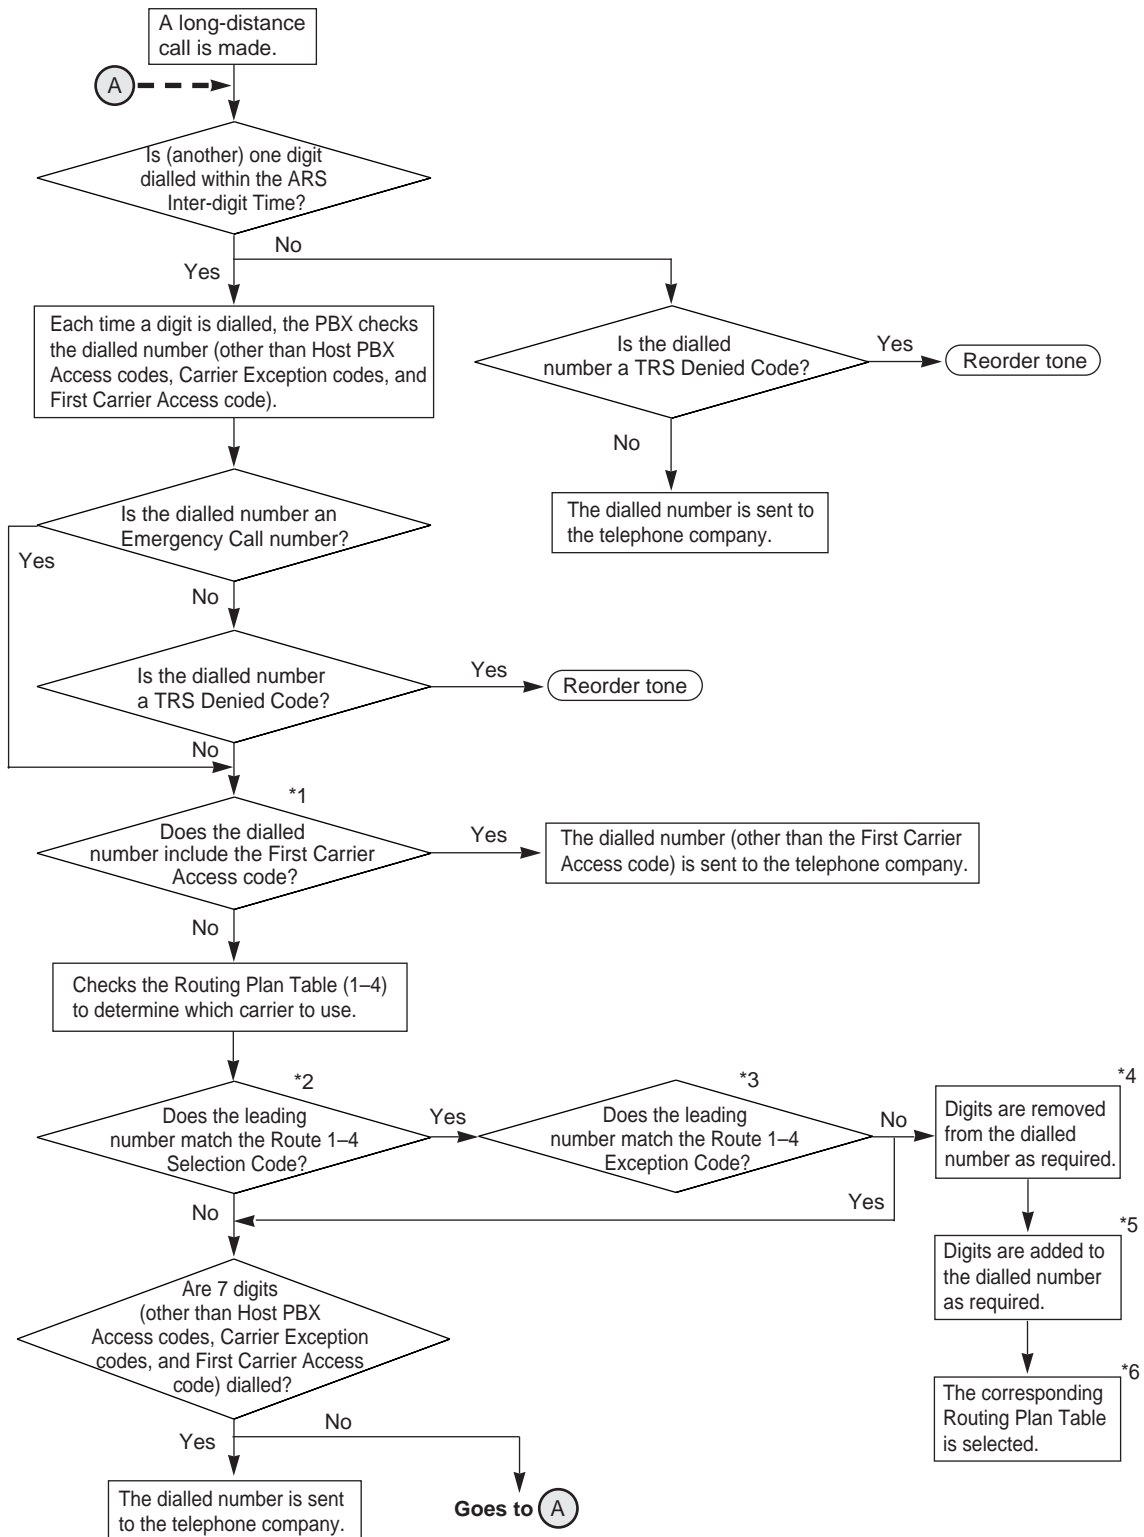 A long-distance
call is made.
A
Is (another) one digit
dialled within the ARS
Inter-digit Time?
No
Yes
Each time a digit is dialled, the PBX checks
the dialled number (other than Host PBX
Access codes, Carrier Exception codes, and
First Carrier Access code).
Is the dialled
number a TRS Denied Code?
Yes
Reorder tone
No
The dialled number is sent to
the telephone company.
Is the dialled number an
Emergency Call number?
Yes
No
Is the dialled number
a TRS Denied Code?
Yes
Reorder tone
No
*1
Does the dialled
number include the First Carrier
Access code?
Yes
The dialled number (other than the First Carrier
Access code) is sent to the telephone company.
No
Checks the Routing Plan Table (1–4)
to determine which carrier to use.
*2
Does the leading
number match the Route 1–4
Selection Code?
Yes
*3
Does the leading
number match the Route 1–4
Exception Code?
No
*4
Digits are removed
from the dialled
number as required.
Yes
No
*5
Digits are added to
the dialled number
as required.
*6
The corresponding
Routing Plan Table
is selected.
Are 7 digits
(other than Host PBX
Access codes, Carrier Exception
codes, and First Carrier Access
code) dialled?
No
Yes
The dialled number is sent
to the telephone company.
Goes to A